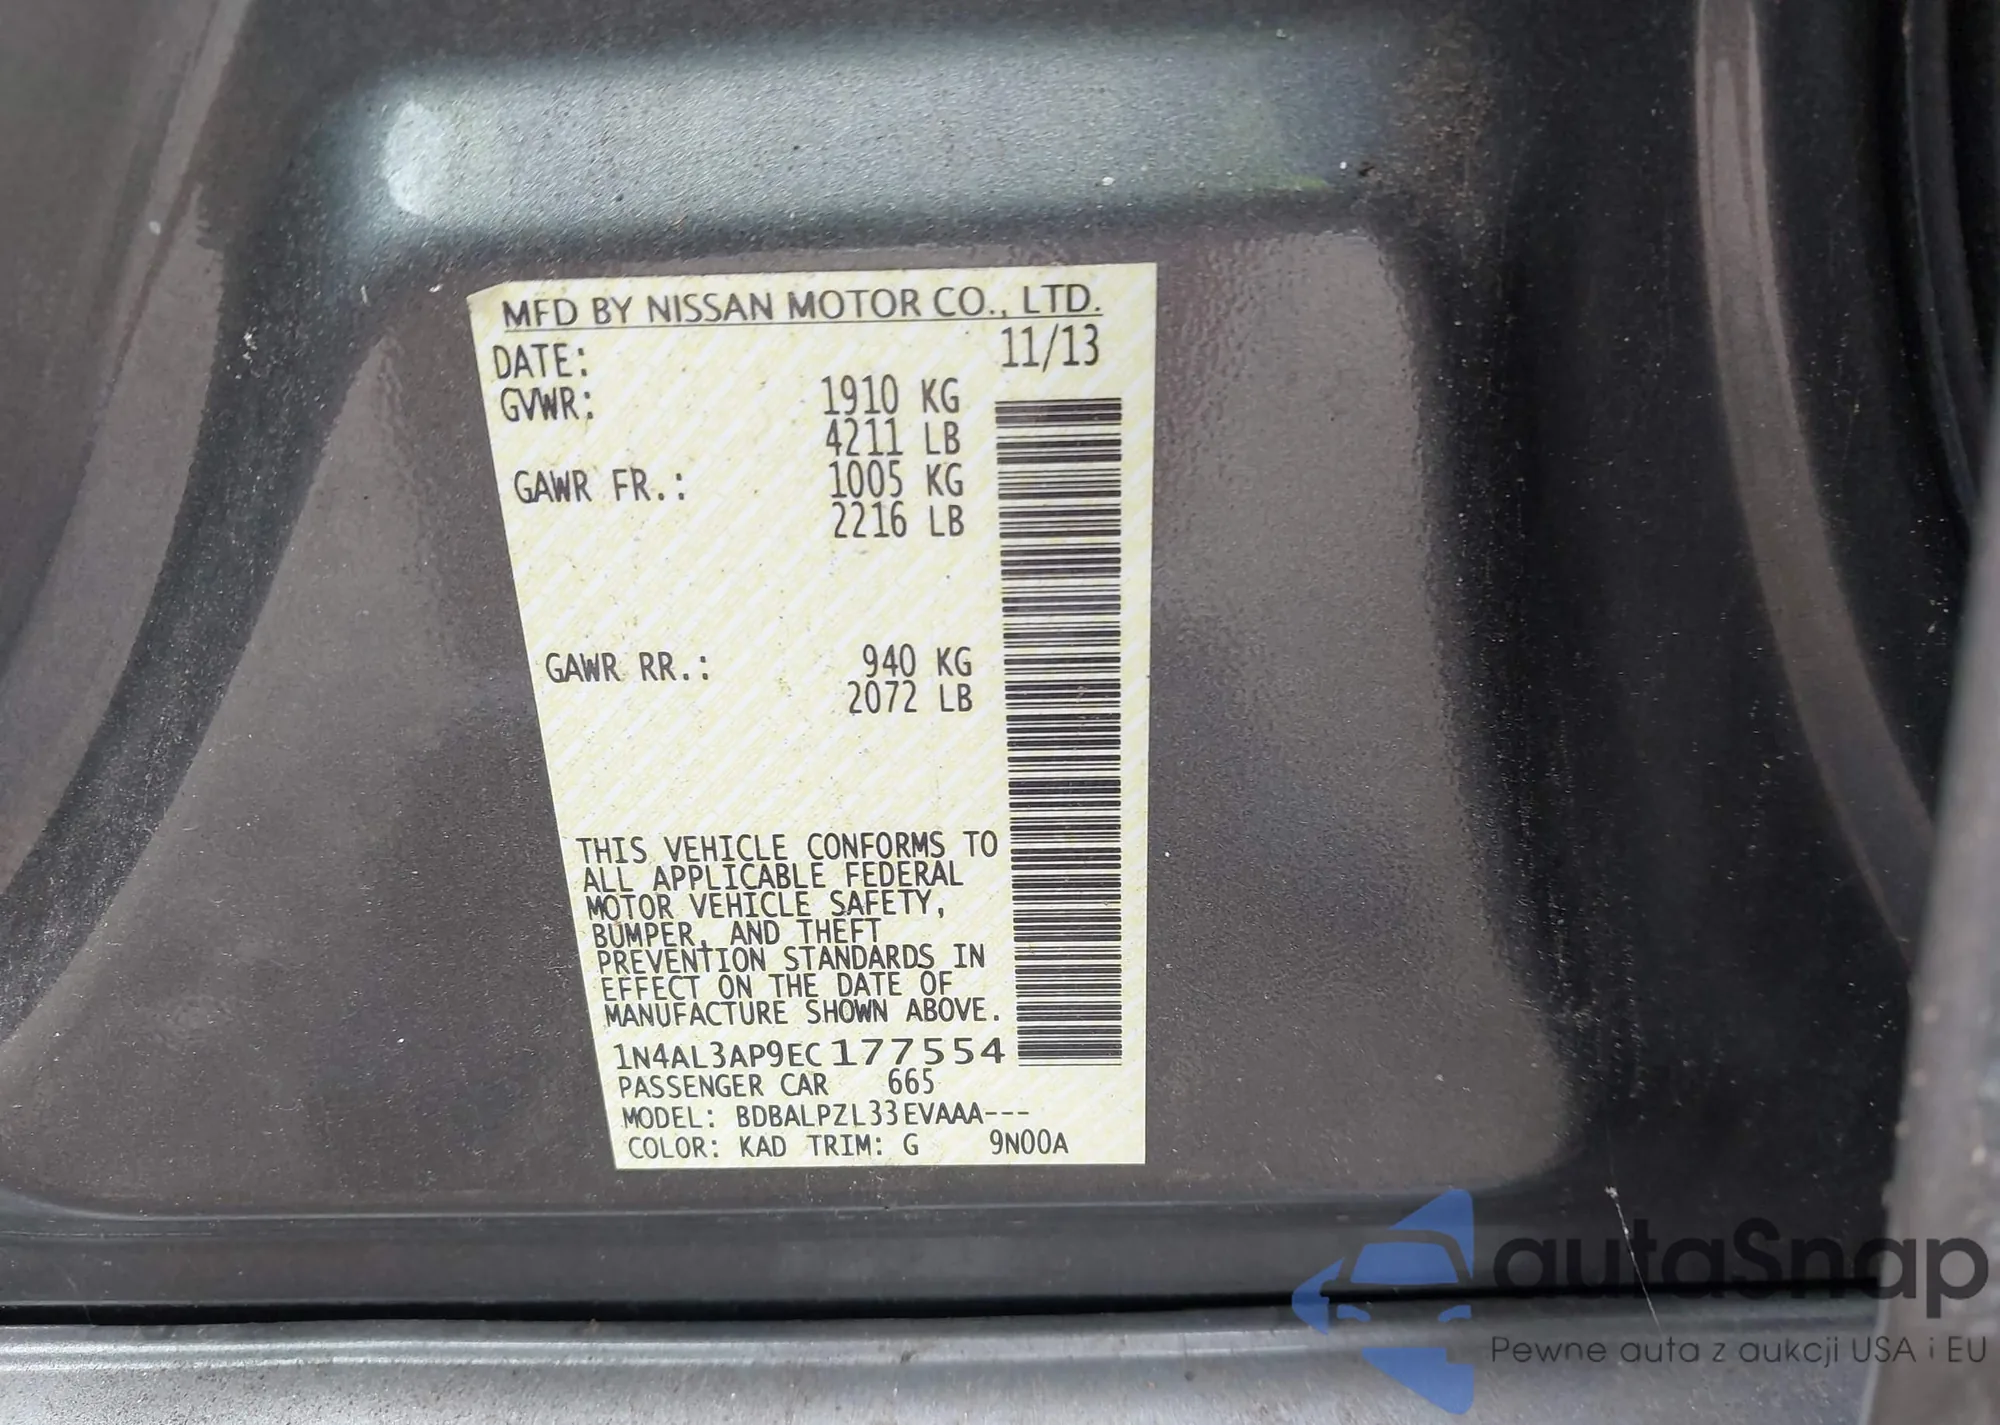 MFD BY NISSAN MOTOR CO., LTD.
DATE: 11/13
GVWR: 1910 KG
4211 LB
GAWR FR.: 1005 KG
2216 LB
GAWR RR.: 940 KG
2072 LB
THIS VEHICLE CONFORMS TO
ALL APPLICABLE FEDERAL
MOTOR VEHICLE SAFETY,
BUMPER, AND THEFT
PREVENTION STANDARDS IN
EFFECT ON THE DATE OF
MANUFACTURE SHOWN ABOVE.
1N4AL3AP9EC177554
PASSENGER CAR 665
MODEL: BDBALPZL33EVAAA---
COLOR: KAD TRIM: G 9N00A
autaSnap
Pewne auta z aukcji USA i EU